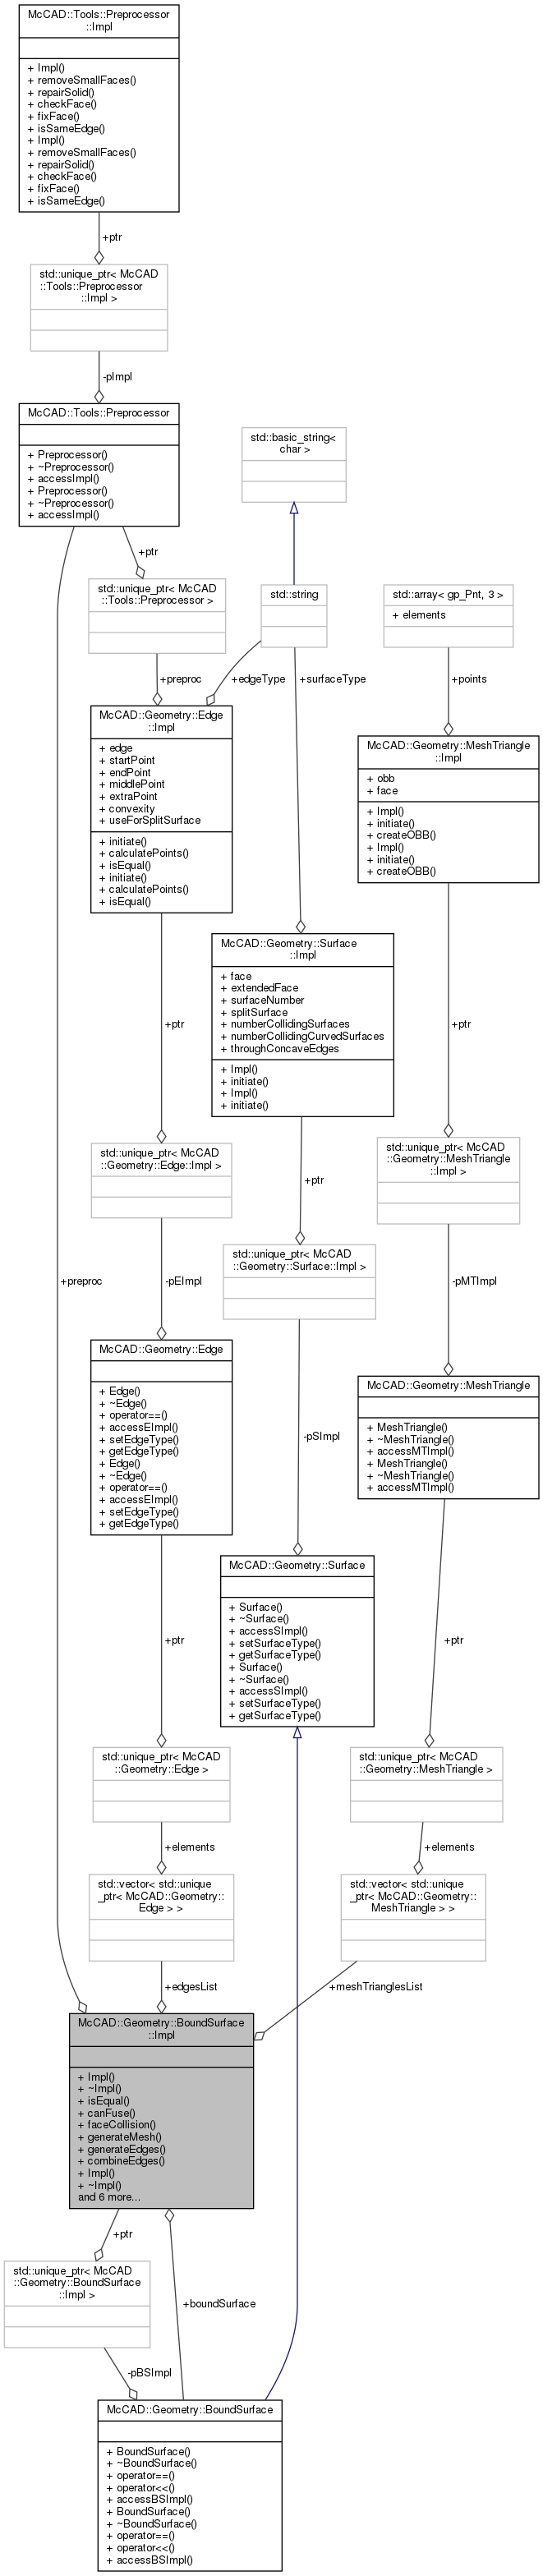 McCAD::Tools::Preprocessor
::Impl
+ Impl()
+ removeSmallFaces()
+ repairSolid()
+ checkFace()
+ fixFace()
+ isSameEdge()
+ Impl()
+ removeSmallFaces()
+ repairSolid()
+ checkFace()
+ fixFace()
+ isSameEdge()
+ptr
std::unique_ptr< McCAD
::Tools::Preprocessor
::Impl >
-pImpl
McCAD::Tools::Preprocessor
+ Preprocessor()
+ ~Preprocessor()
+ accessImpl()
+ Preprocessor()
+ ~Preprocessor()
+ accessImpl()
std::basic_string<
char >
+ptr
std::unique_ptr< McCAD
::Tools::Preprocessor >
std::string
std::array< gp_Pnt, 3 >
+ elements
+preproc
+edgeType
+surfaceType
+points
McCAD::Geometry::Edge
::Impl
+ edge
+ startPoint
+ endPoint
+ middlePoint
+ extraPoint
+ convexity
+ useForSplitSurface
+ initiate()
+ calculatePoints()
+ isEqual()
+ initiate()
+ calculatePoints()
+ isEqual()
McCAD::Geometry::MeshTriangle
::Impl
+ obb
+ face
+ Impl()
+ initiate()
+ createOBB()
+ Impl()
+ initiate()
+ createOBB()
McCAD::Geometry::Surface
::Impl
+ face
+ extendedFace
+ surfaceNumber
+ splitSurface
+ numberCollidingSurfaces
+ numberCollidingCurvedSurfaces
+ throughConcaveEdges
+ Impl()
+ initiate()
+ Impl()
+ initiate()
+ptr
+ptr
std::unique_ptr< McCAD
::Geometry::Edge::Impl >
std::unique_ptr< McCAD
::Geometry::MeshTriangle
::Impl >
+ptr
std::unique_ptr< McCAD
::Geometry::Surface::Impl >
+preproc
-pEImpl
-pMTImpl
McCAD::Geometry::Edge
+ Edge()
+ ~Edge()
+ operator==()
+ accessEImpl()
+ setEdgeType()
+ getEdgeType()
+ Edge()
+ ~Edge()
+ operator==()
+ accessEImpl()
+ setEdgeType()
+ getEdgeType()
McCAD::Geometry::MeshTriangle
+ MeshTriangle()
+ ~MeshTriangle()
+ accessMTImpl()
+ MeshTriangle()
+ ~MeshTriangle()
+ accessMTImpl()
-pSImpl
McCAD::Geometry::Surface
+ Surface()
+ ~Surface()
+ accessSImpl()
+ setSurfaceType()
+ getSurfaceType()
+ Surface()
+ ~Surface()
+ accessSImpl()
+ setSurfaceType()
+ getSurfaceType()
+ptr
+ptr
std::unique_ptr< McCAD
::Geometry::Edge >
std::unique_ptr< McCAD
::Geometry::MeshTriangle >
+elements
+elements
std::vector< std::unique
_ptr< McCAD::Geometry::
Edge > >
std::vector< std::unique
_ptr< McCAD::Geometry::
MeshTriangle > >
+edgesList
+meshTrianglesList
McCAD::Geometry::BoundSurface
::Impl
+ Impl()
+ ~Impl()
+ isEqual()
+ canFuse()
+ faceCollision()
+ generateMesh()
+ generateEdges()
+ combineEdges()
+ Impl()
+ ~Impl()
and 6 more...
+ptr
std::unique_ptr< McCAD
::Geometry::BoundSurface
::Impl >
+boundSurface
-pBSImpl
McCAD::Geometry::BoundSurface
+ BoundSurface()
+ ~BoundSurface()
+ operator==()
+ operator<<()
+ accessBSImpl()
+ BoundSurface()
+ ~BoundSurface()
+ operator==()
+ operator<<()
+ accessBSImpl()